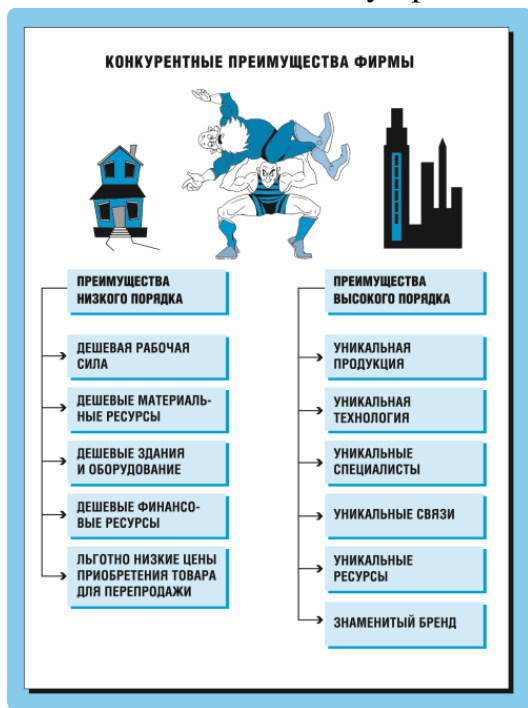 КОНКУРЕНТНЫЕ ПРЕИМУЩЕСТВА ФИРМЫ
ПРЕИМУЩЕСТВА
НИЗКОГО ПОРЯДКА
ДЕШЕВАЯ РАБОЧАЯ
СИЛА
ДЕШЕВЫЕ МАТЕРИАЛЬ-
НЫЕ РЕСУРСЫ
ДЕШЕВЫЕ ЗДАНИЯ
И ОБОРУДОВАНИЕ
ДЕШЕВЫЕ ФИНАНСО-
ВЫЕ РЕСУРСЫ
ЛЬГОТНО НИЗКИЕ ЦЕНЫ
ПРИОБРЕТЕНИЯ ТОВАРА
ДЛЯ ПЕРЕПРОДАЖИ
ПРЕИМУЩЕСТВА
ВЫСОКОГО ПОРЯДКА
УНИКАЛЬНАЯ
ПРОДУКЦИЯ
УНИКАЛЬНАЯ
ТЕХНОЛОГИЯ
УНИКАЛЬНЫЕ
СПЕЦИАЛИСТЫ
УНИКАЛЬНЫЕ СВЯЗИ
УНИКАЛЬНЫЕ
РЕСУРСЫ
ЗНАМЕНИТЫЙ БРЕНД